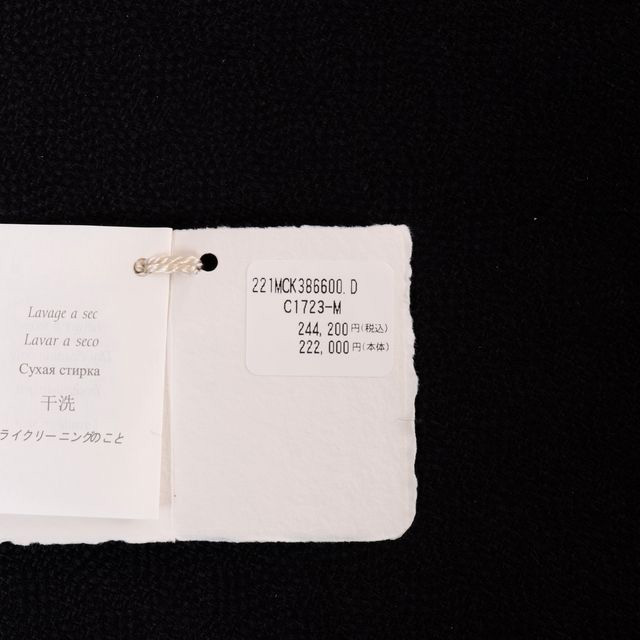 Lavage a sec
Lavar a seco
Сухая стирка
干洗
ライクリーニングのこと
221MCK386600.D
C1723-M
244,200円(税込)
222,000円(本体)